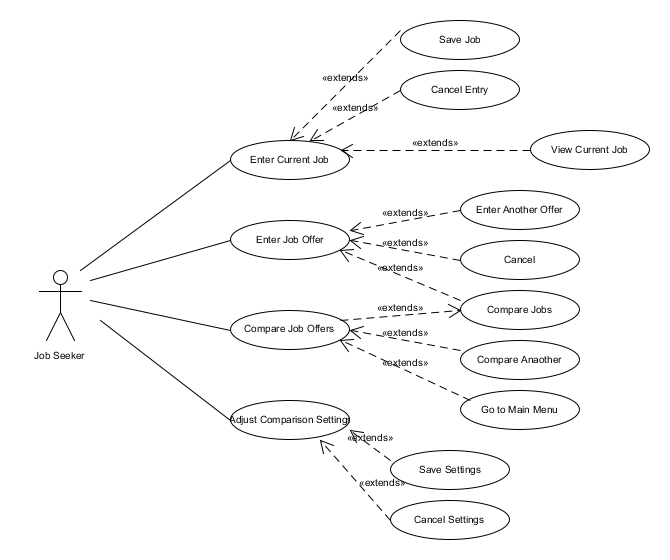 Save Job
«extends»
Cancel Entry
«extends»
«extends»
View Current Job
Enter Current Job
Enter Another Offer
«extends»
Enter Job Offer
«extends»
Cancel
«extends»
Compare Jobs
«extends»
Compare Job Offers
«extends»
Compare Anaother
«extends»
Job Seeker
Go to Main Menu
Adjust Comparison Settings
«extends»
Save Settings
«extends»
Cancel Settings